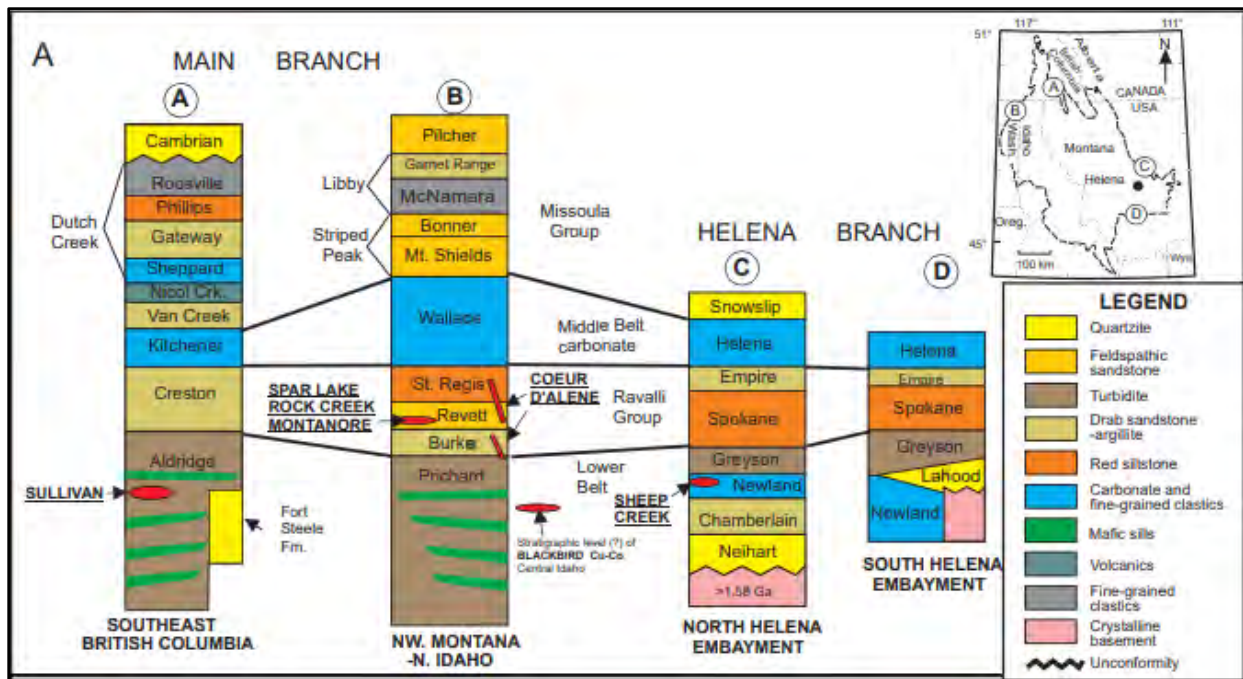 A
MAIN BRANCH
A
B
Cambrian
Roosville
Phillips
Gateway
Sheppard
Nicol Crk.
Van Creek
Kitchener
Creston
Aldridge
Dutch
Creek
SULLIVAN
Fort
Steele
Fm.
SOUTHEAST
BRITISH COLUMBIA
Pilcher
Garnet Range
McNamara
Bonner
Mt. Shields
Wallace
St. Regis
Revett
Burke
Prichard
Libby
Striped
Peak
SPAR LAKE
ROCK CREEK
MONTANORE
COEUR
D'ALENE
NW. MONTANA
-N. IDAHO
Missoula
Group
Middle Belt
carbonate
Ravalli
Group
Lower
Belt
Stratigraphic level (?) of
BLACKBIRD Cu-Co.
Central Idaho
HELENA BRANCH
C
D
Snowslip
Helena
Empire
Spokane
Greyson
Newland
Chamberlain
Neihart
>1.58 Ga
SHEEP
CREEK
NORTH HELENA
EMBAYMENT
Helena
Empire
Spokane
Greyson
Lahood
Newland
SOUTH HELENA
EMBAYMENT
117°
111°
51°
45°
N
Alberta
British
Columbia
CANADA
USA
A
B
C
D
Idaho
Wash.
Montana
Helena
Oreg.
Wyo
100 km
LEGEND
Quartzite
Feldspathic
sandstone
Turbidite
Drab sandstone
-argillite
Red siltstone
Carbonate and
fine-grained clastics
Mafic sills
Volcanics
Fine-grained
clastics
Crystalline
basement
Unconformity